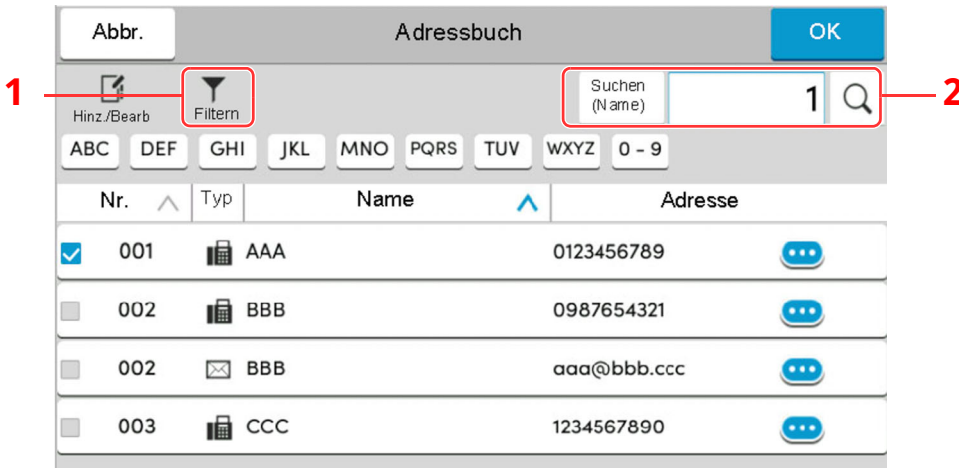 Abbr. Adressbuch OK
1 Hinz./Bearb Filtern Suchen (Name) 1 2
ABC DEF GHI JKL MNO PQRS TUV WXYZ 0 - 9
Nr. Typ Name Adresse
001 AAA 0123456789
002 BBB 0987654321
002 BBB aaa@bbb.ccc
003 CCC 1234567890